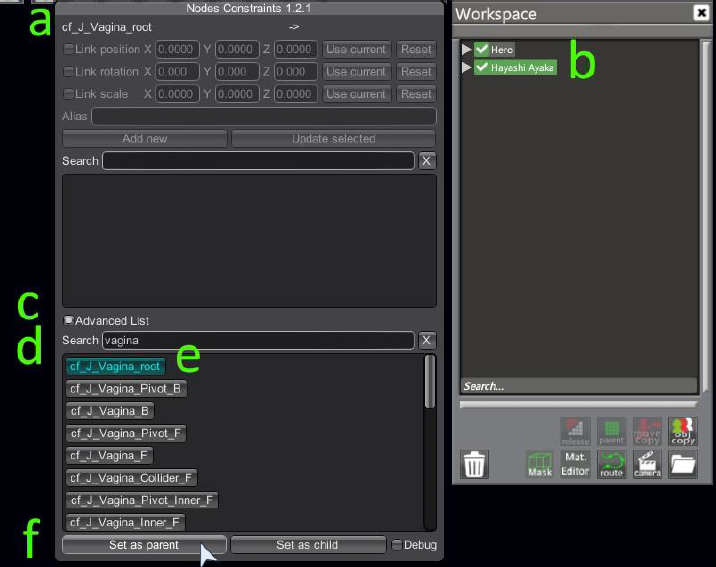 a
Nodes Constraints 1.2.1
cf_J_Vagina_root ->
Link position X 0.0000 Y 0.0000 Z 0.0000 Use current Reset
Link rotation X 0.000 Y 0.000 Z 0.000 Use current Reset
Link scale X 0.0000 Y 0.0000 Z 0.0000 Use current Reset
Alias
Add new Update selected
Search X
c
Advanced List
d
Search vagina X
e
cf_J_Vagina_root
cf_J_Vagina_Pivot_B
cf_J_Vagina_B
cf_J_Vagina_Pivot_F
cf_J_Vagina_F
cf_J_Vagina_Collider_F
cf_J_Vagina_Pivot_Inner_F
cf_J_Vagina_Inner_F
f
Set as parent Set as child Debug
Workspace
Hero
b
Hayashi Ayaka
Search...
release parent move copy obj copy
Mask Mat. Editor route camera